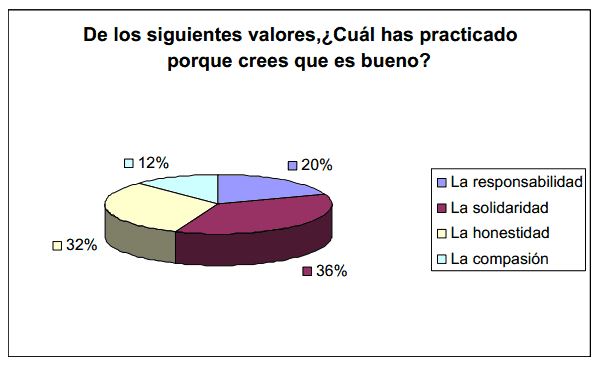 De los siguientes valores,¿Cuál has practicado
porque crees que es bueno?
12%
20%
32%
36%
La responsabilidad
La solidaridad
La honestidad
La compasión